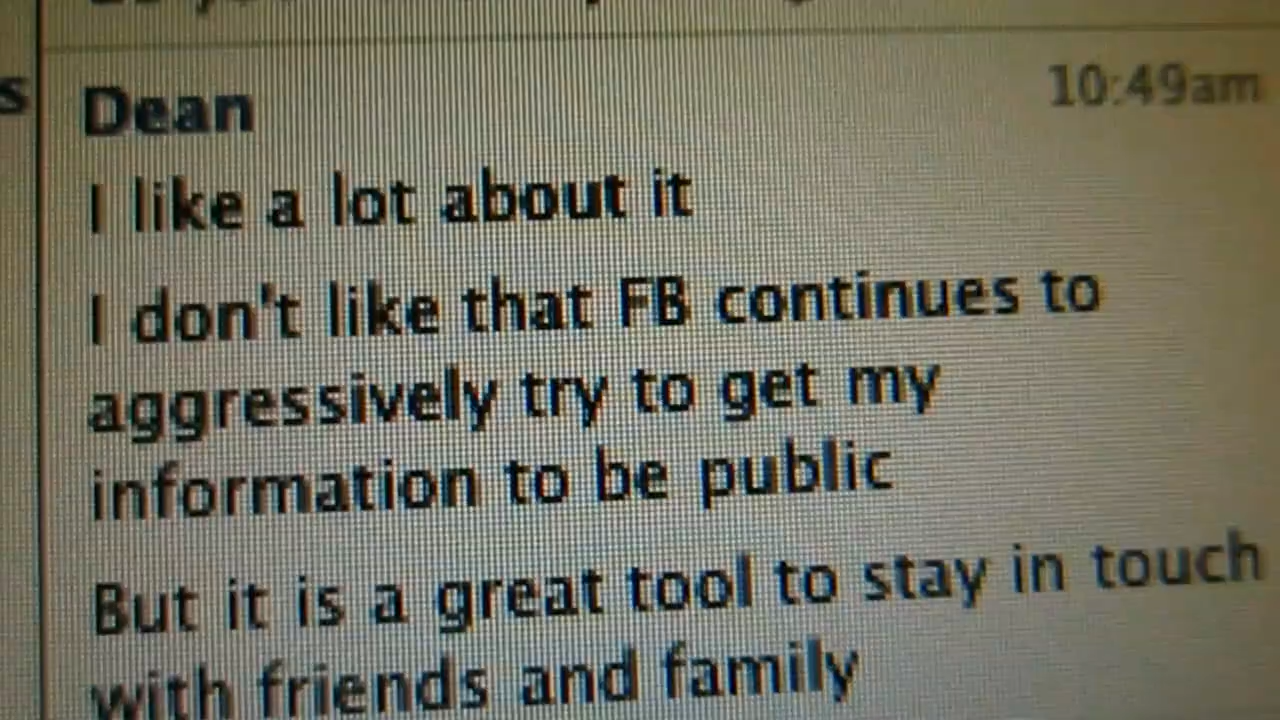 Dean 10:49am
I like a lot about it
I don't like that FB continues to
aggressively try to get my
information to be public
But it is a great tool to stay in touch
with friends and family